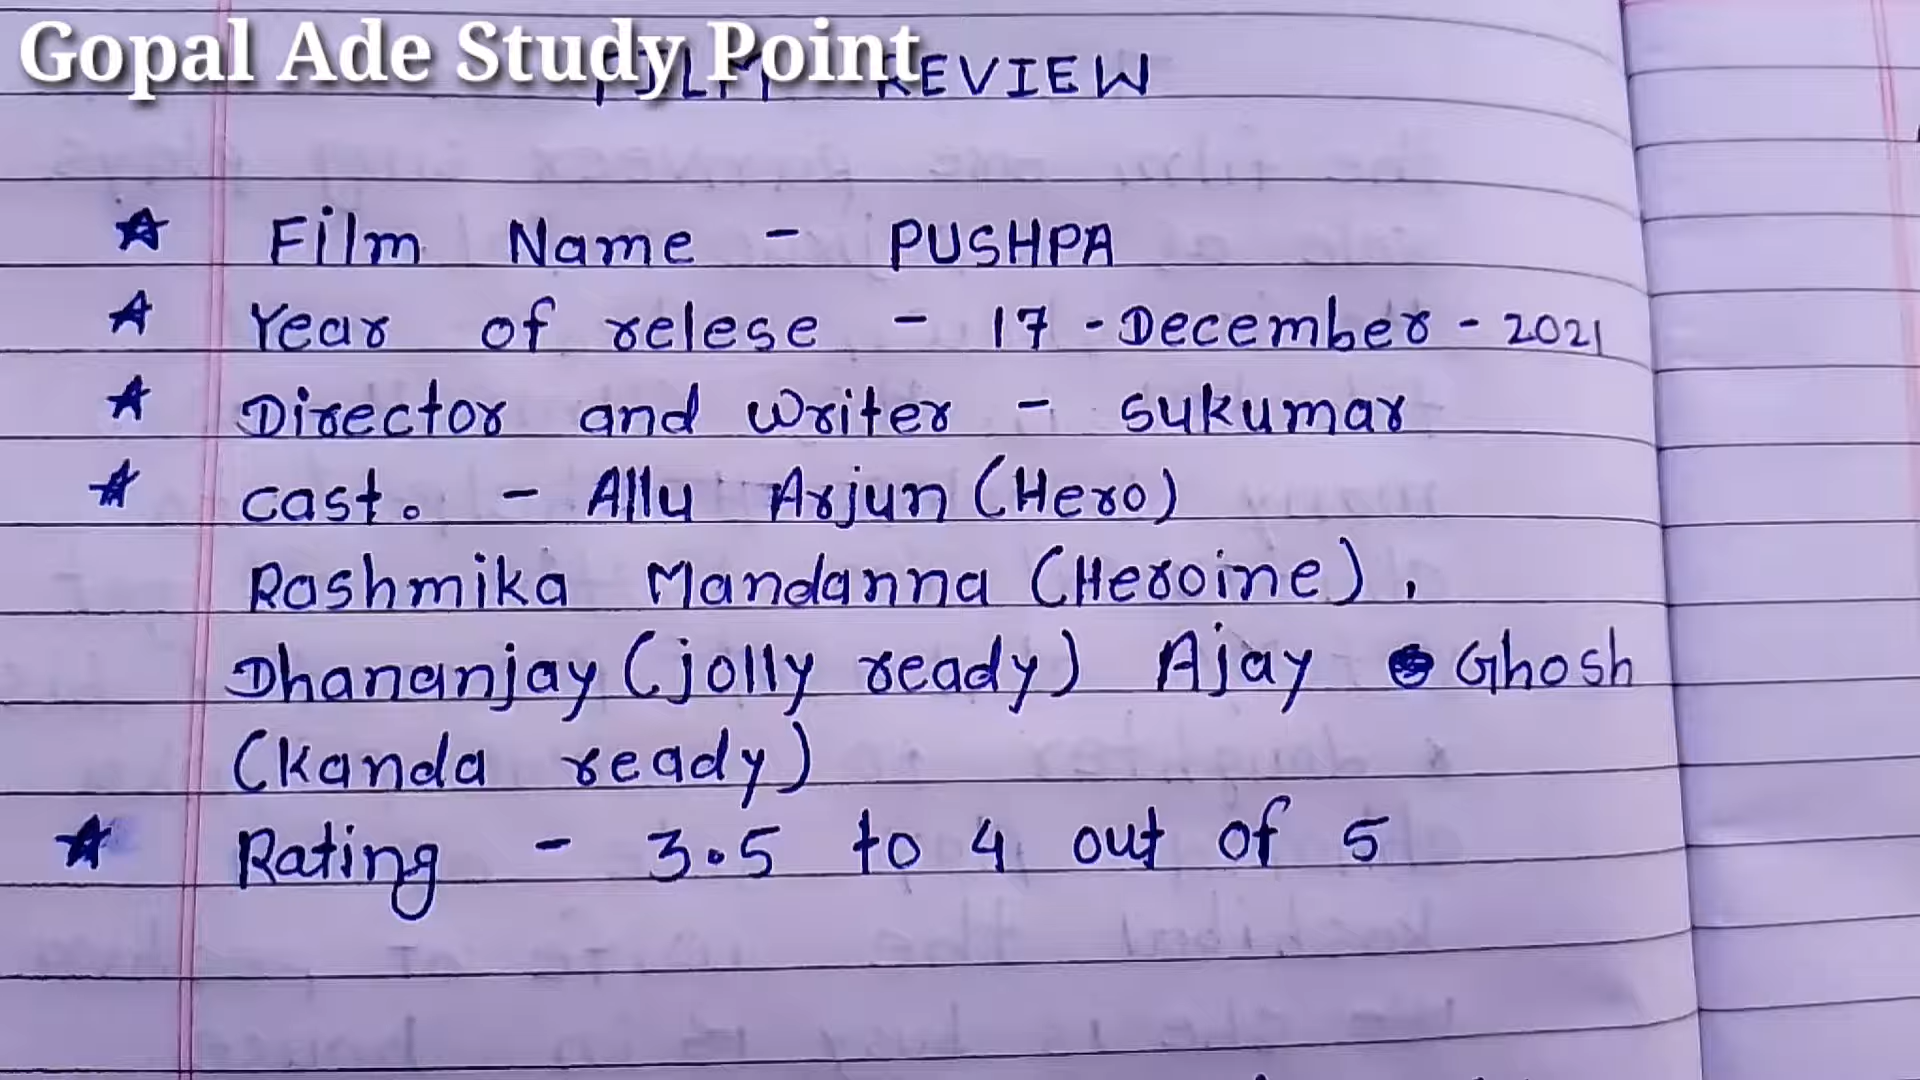 Gopal Ade Study Point
FILM REVIEW
Film Name - PUSHPA
Year of relese - 17 - December - 2021
Director and writer - sukumar
cast. - Allu Arjun (Hero)
Rashmika Mandanna (Heroine),
Dhananjay (jolly ready) Ajay Ghosh
(Kanda ready)
Rating - 3.5 to 4 out of 5